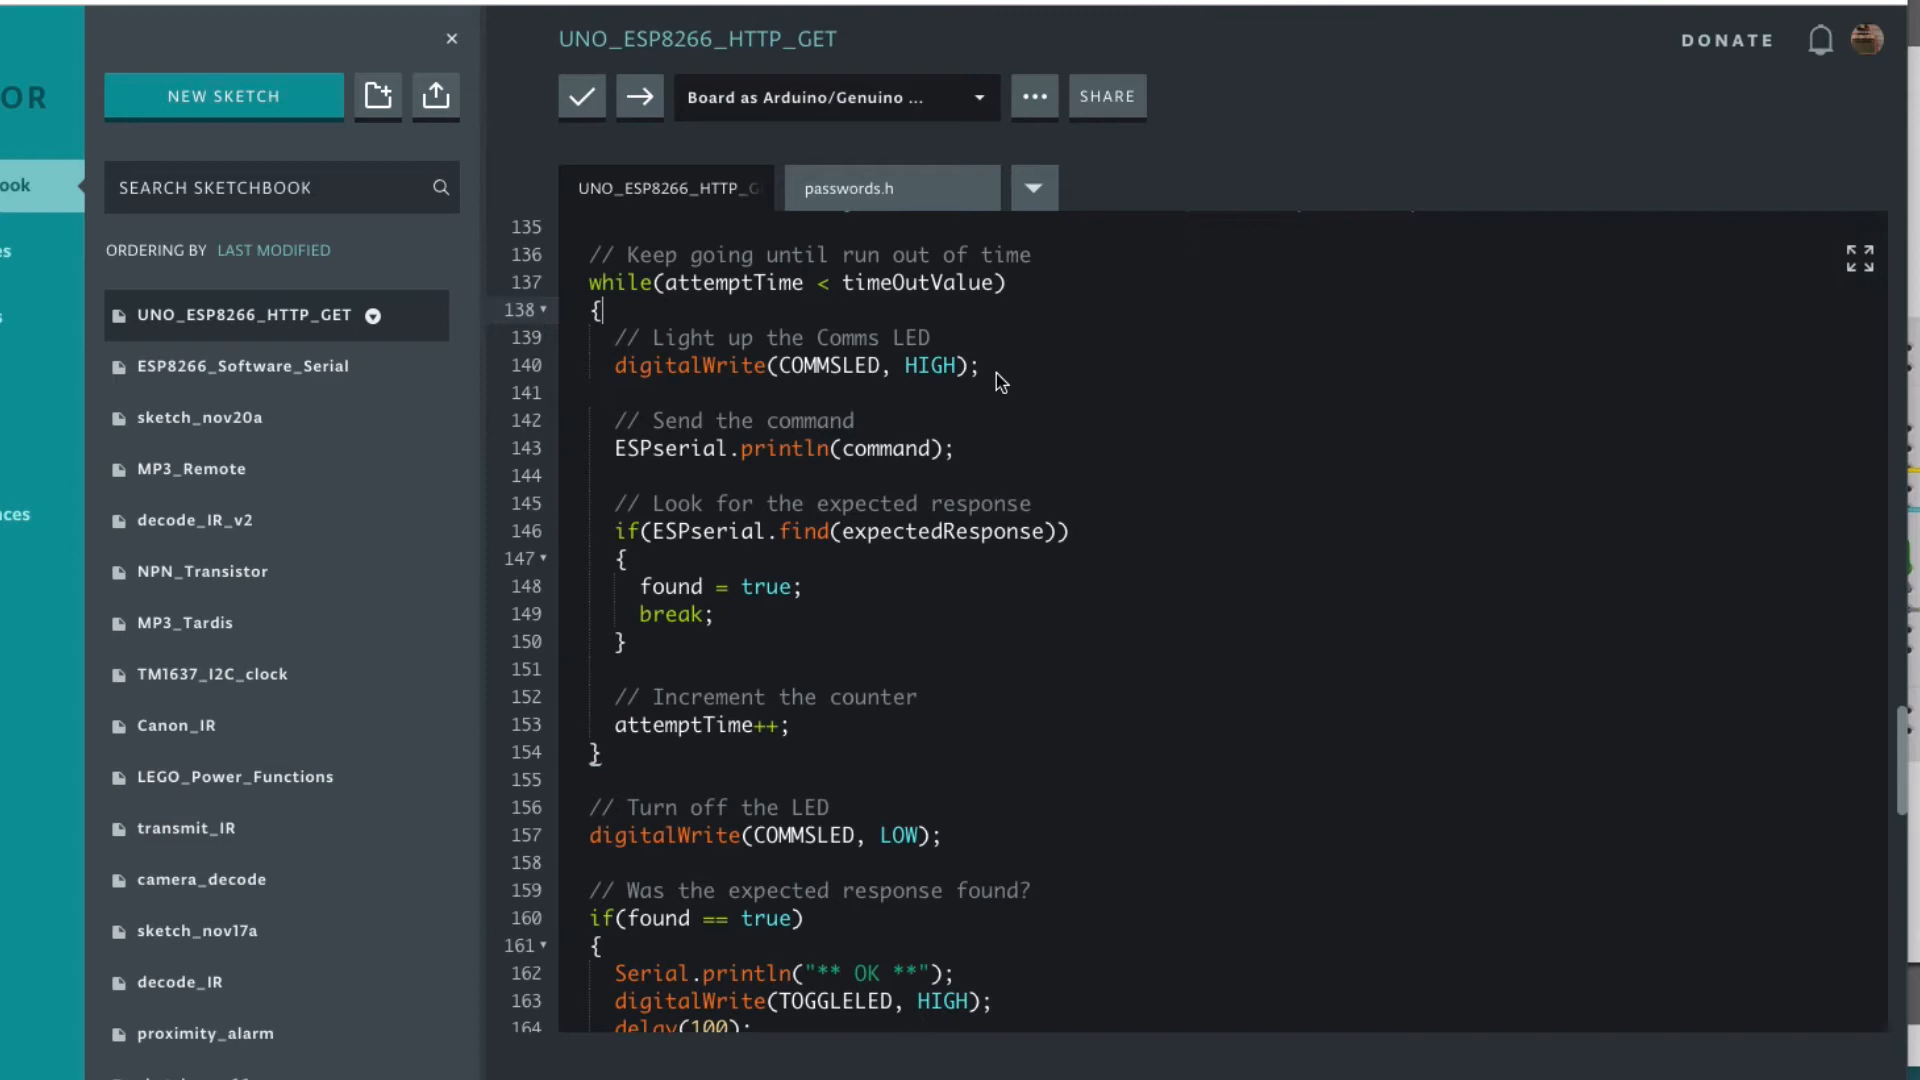 UNO_ESP8266_HTTP_GET
DONATE
OR
NEW SKETCH
Board as Arduino/Genuino ...
SHARE
ook
SEARCH SKETCHBOOK
UNO_ESP8266_HTTP_G
passwords.h
ORDERING BY LAST MODIFIED
es
s
ces
UNO_ESP8266_HTTP_GET
ESP8266_Software_Serial
sketch_nov20a
MP3_Remote
decode_IR_v2
NPN_Transistor
MP3_Tardis
TM1637_I2C_clock
Canon_IR
LEGO_Power_Functions
transmit_IR
camera_decode
sketch_nov17a
decode_IR
proximity_alarm
135
136 // Keep going until run out of time
137 while(attemptTime < timeOutValue)
138 {
139 // Light up the Comms LED
140 digitalWrite(COMMSLED, HIGH);
141
142 // Send the command
143 ESPserial.println(command);
144
145 // Look for the expected response
146 if(ESPserial.find(expectedResponse))
147 {
148 found = true;
149 break;
150 }
151
152 // Increment the counter
153 attemptTime++;
154 }
155
156 // Turn off the LED
157 digitalWrite(COMMSLED, LOW);
158
159 // Was the expected response found?
160 if(found == true)
161 {
162 Serial.println("** OK **");
163 digitalWrite(TOGGLELED, HIGH);
164 delay(100);